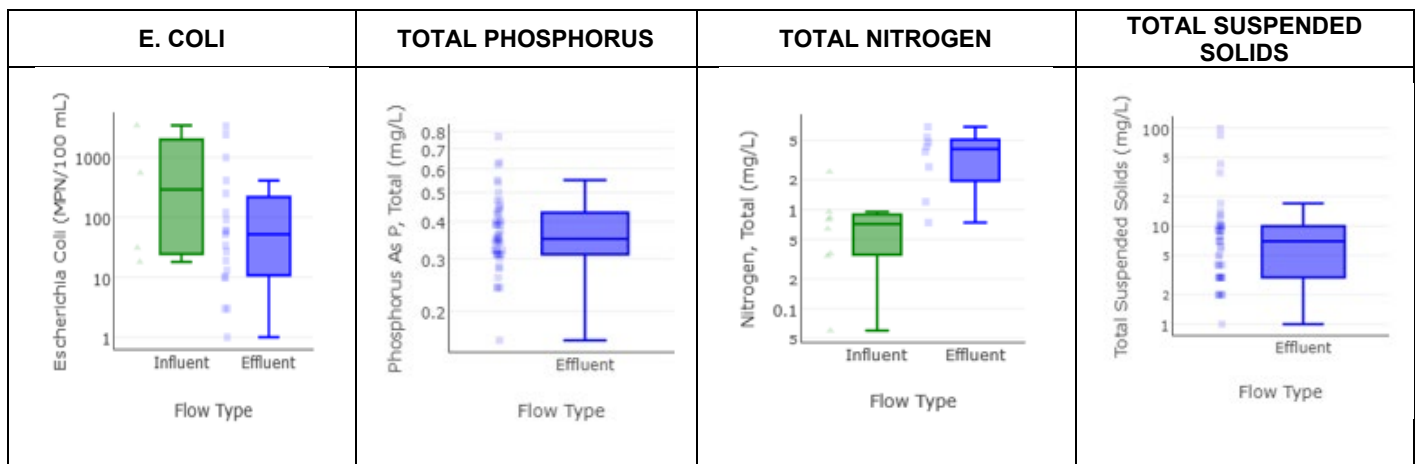 E. COLI
TOTAL PHOSPHORUS
TOTAL NITROGEN
TOTAL SUSPENDED
SOLIDS
Escherichia Coli (MPN/100 mL)
1000
100
10
1
Influent
Effluent
Flow Type
Phosphorus As P, Total (mg/L)
0.8
0.7
0.6
0.5
0.4
0.3
0.2
Effluent
Flow Type
Nitrogen, Total (mg/L)
5
2
1
5
2
0.1
5
Influent
Effluent
Flow Type
Total Suspended Solids (mg/L)
100
5
2
10
5
2
1
Effluent
Flow Type